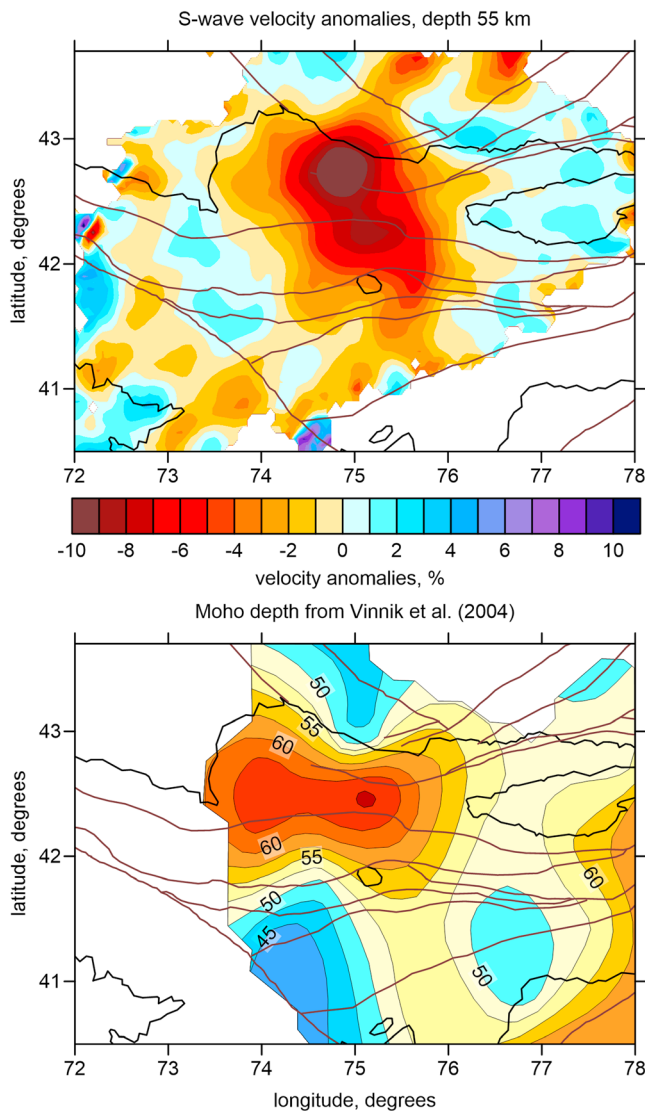 S-wave velocity anomalies, depth 55 km
latitude, degrees
43
42
41
72 73 74 75 76 77 78
-10 -8 -6 -4 -2 0 2 4 6 8 10
velocity anomalies, %
Moho depth from Vinnik et al. (2004)
latitude, degrees
43
42
41
50
55
60
60
55
50
45
60
50
72 73 74 75 76 77 78
longitude, degrees